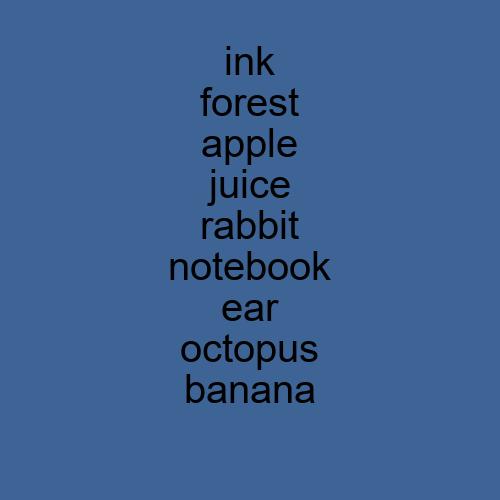 ink
forest
apple
juice
rabbit
notebook
ear
octopus
banana